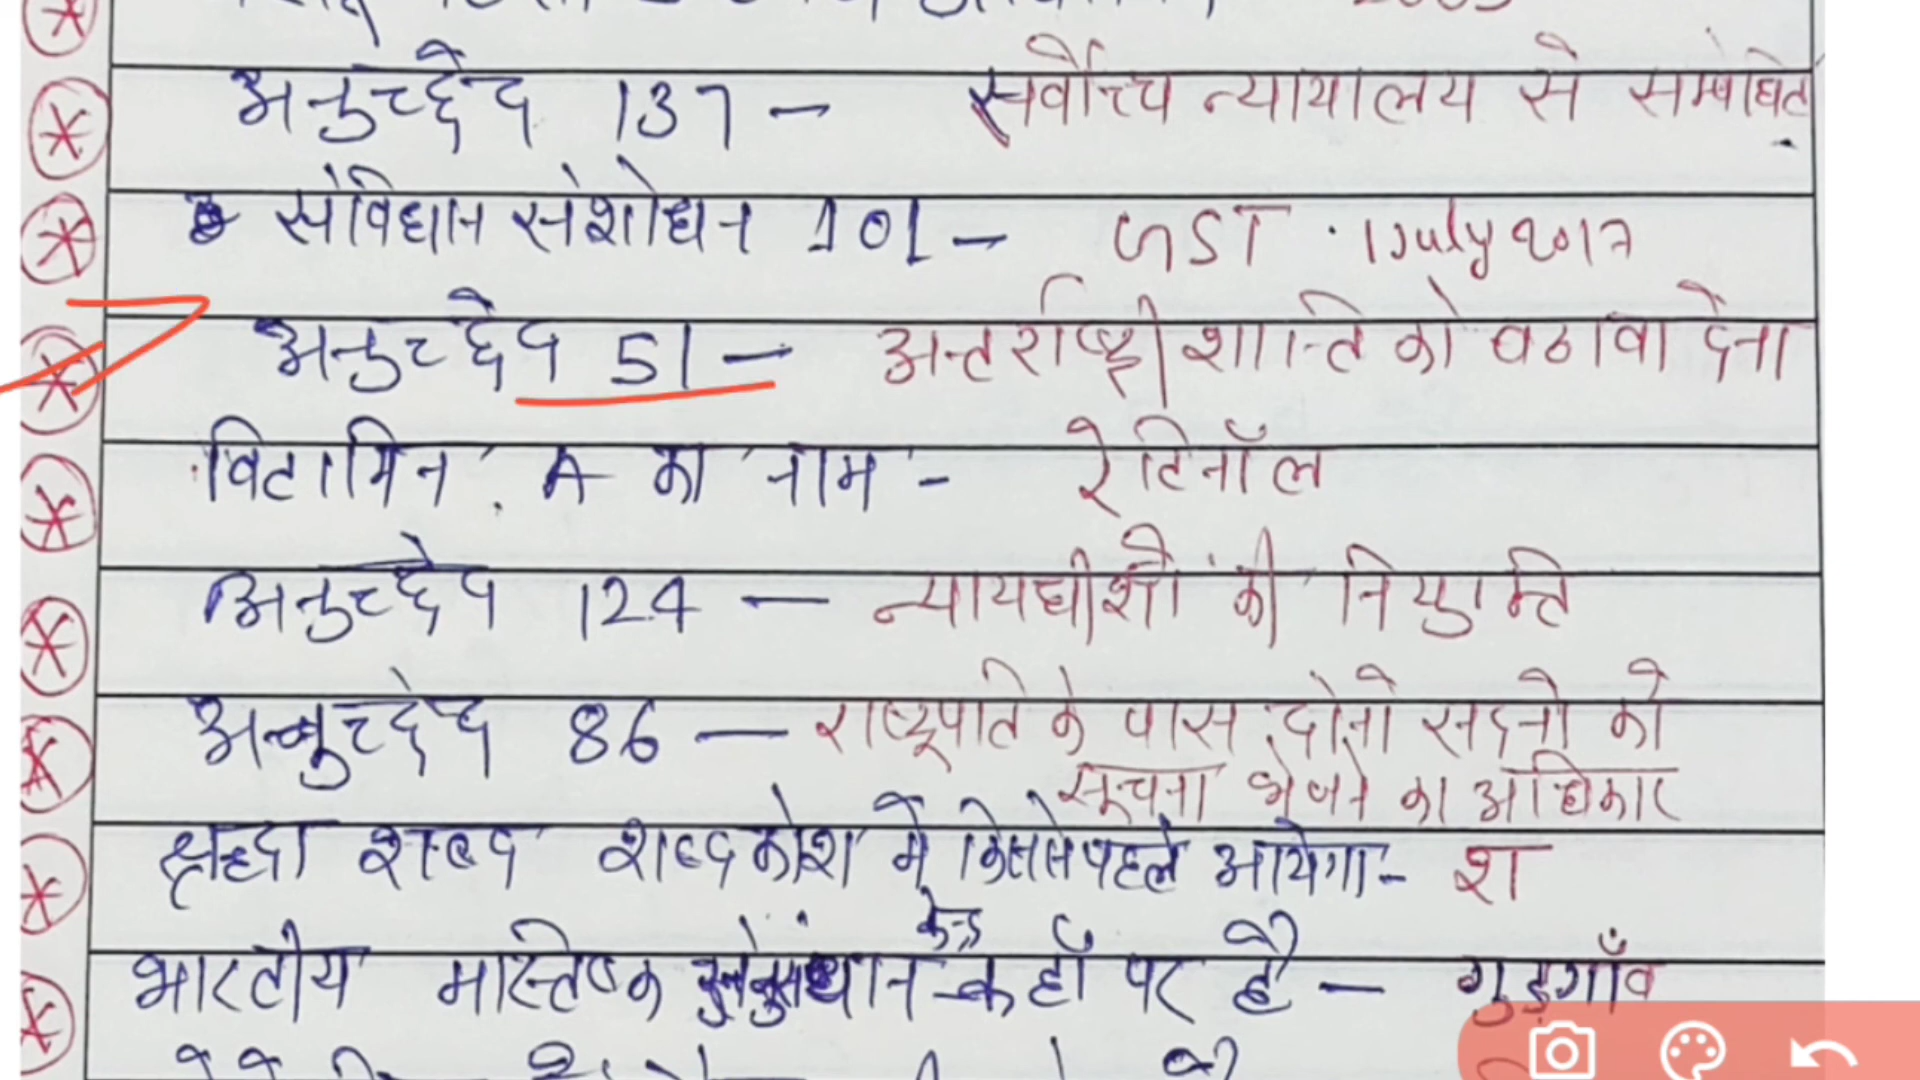 2005
अनुच्छेद 137 - सर्वोच्च न्यायालय से सम्बंधित
संविधान संशोधन 101 - GST . 1 July 2017
अनुच्छेद 51 - अन्तर्राष्ट्री शान्ति को बढावा देना
विटामिन A का नाम - रेटिनॉल
अनुच्छेद 124 - न्यायधीशों की नियुक्ति
अनुच्छेद 86 - राष्ट्रपति के पास दोनो सदनो को
सूचना भेजने का अधिकार
शब्द शब्दकोश में किससे पहले आयेगा - श
केन्द्र
भारतीय मस्तिष्क अनुसंधान कहाँ पर है - गुड़गाँव